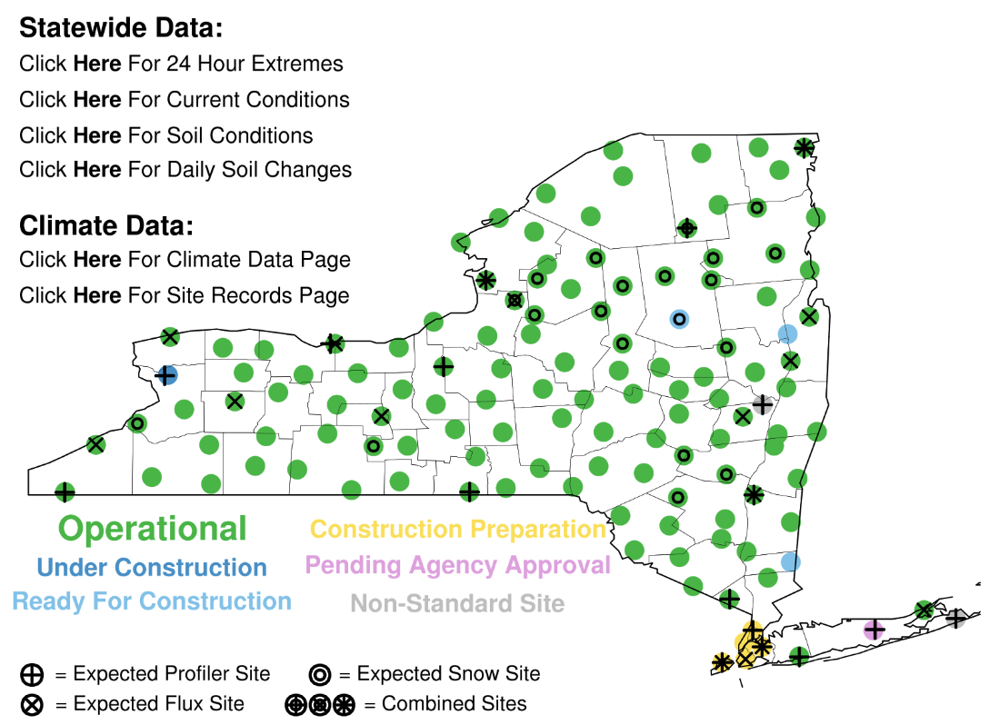 Statewide Data:
Click Here For 24 Hour Extremes
Click Here For Current Conditions
Click Here For Soil Conditions
Click Here For Daily Soil Changes
Climate Data:
Click Here For Climate Data Page
Click Here For Site Records Page
Operational
Under Construction
Ready For Construction
Construction Preparation
Pending Agency Approval
Non-Standard Site
= Expected Profiler Site
= Expected Flux Site
= Expected Snow Site
= Combined Sites